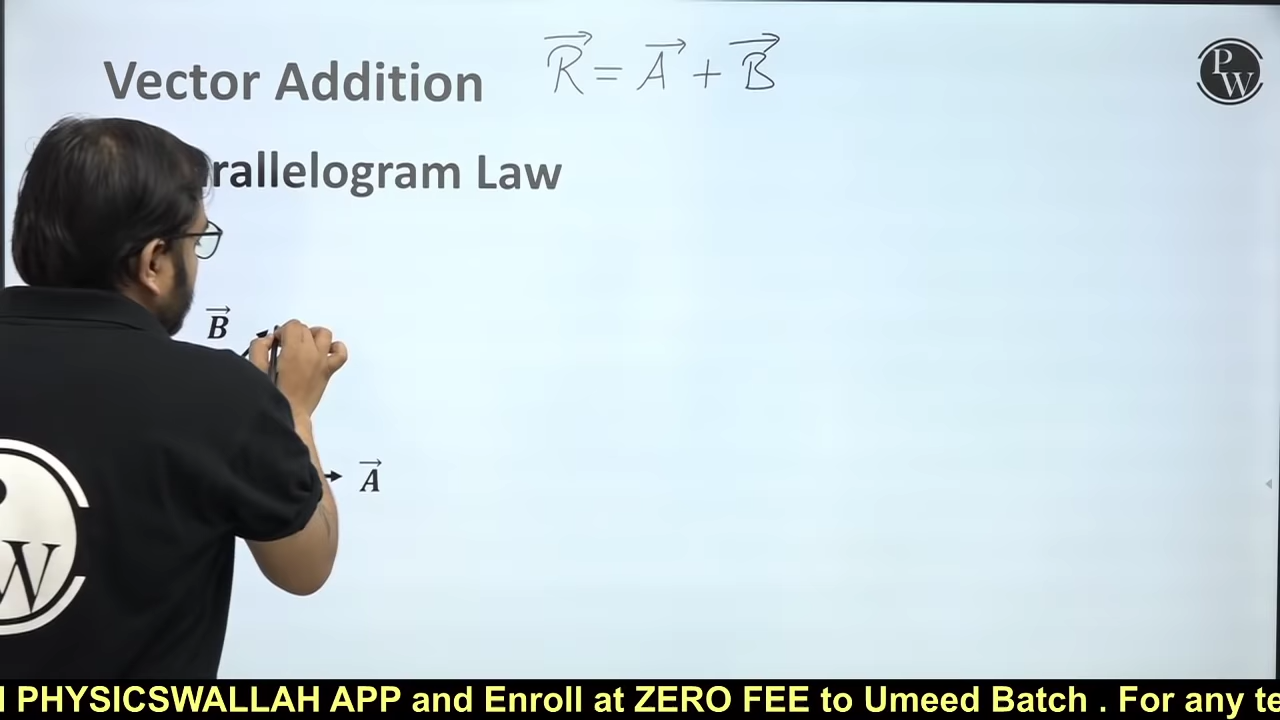 Vector Addition R⃗ = A⃗ + B⃗
PW
rallelogram Law
B⃗
A⃗
W
PHYSICSWALLAH APP and Enroll at ZERO FEE to Umeed Batch . For any te